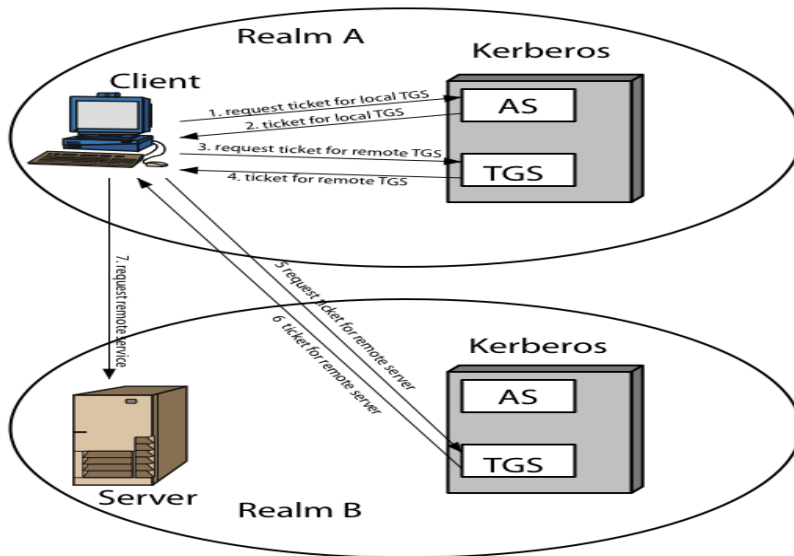 Realm A
Kerberos
Client
1. request ticket for local TGS
AS
2. ticket for local TGS
3. request ticket for remote TGS
TGS
4. ticket for remote TGS
7. request remote service
5 request ticket for remote server
6 ticket for remote server
Kerberos
AS
TGS
Server
Realm B